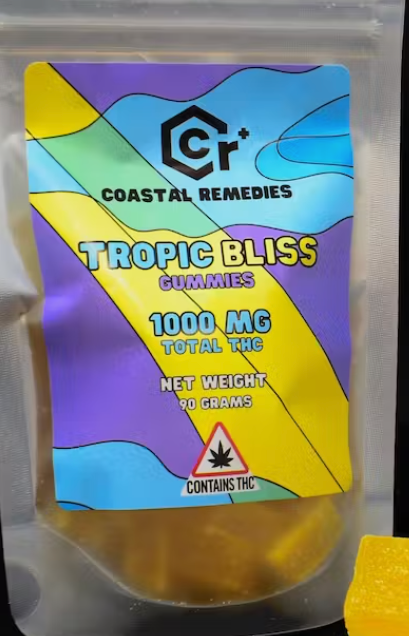 Cr+
COASTAL REMEDIES
TROPIC BLISS
GUMMIES
1000 MG
TOTAL THC
NET WEIGHT
90 GRAMS
CONTAINS THC